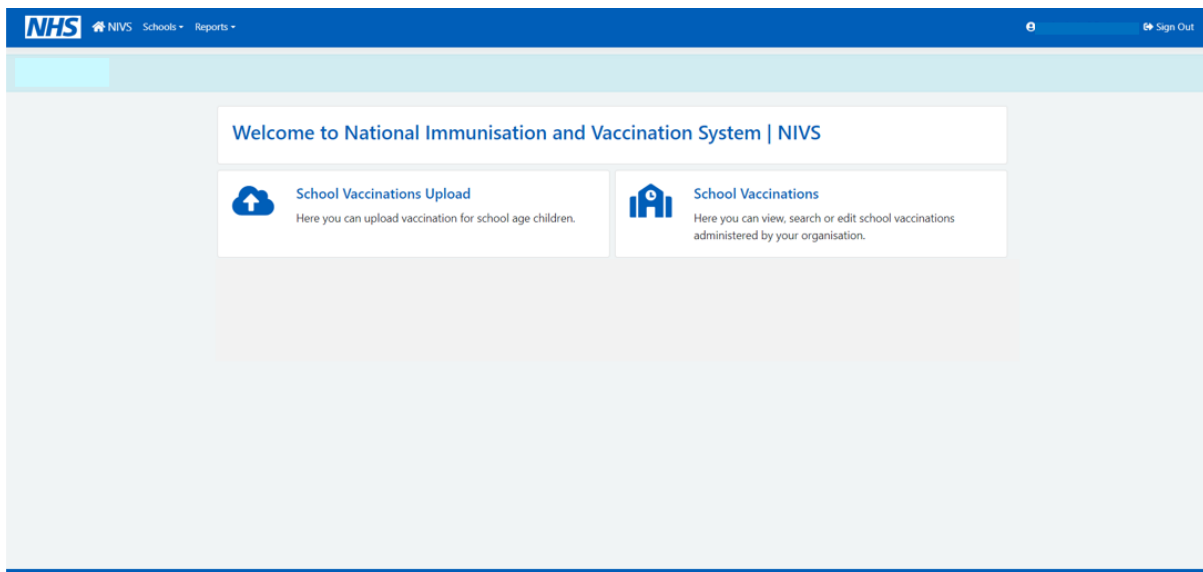 NHS NIVS Schools Reports Sign Out
Welcome to National Immunisation and Vaccination System | NIVS
School Vaccinations Upload
Here you can upload vaccination for school age children.
School Vaccinations
Here you can view, search or edit school vaccinations
administered by your organisation.